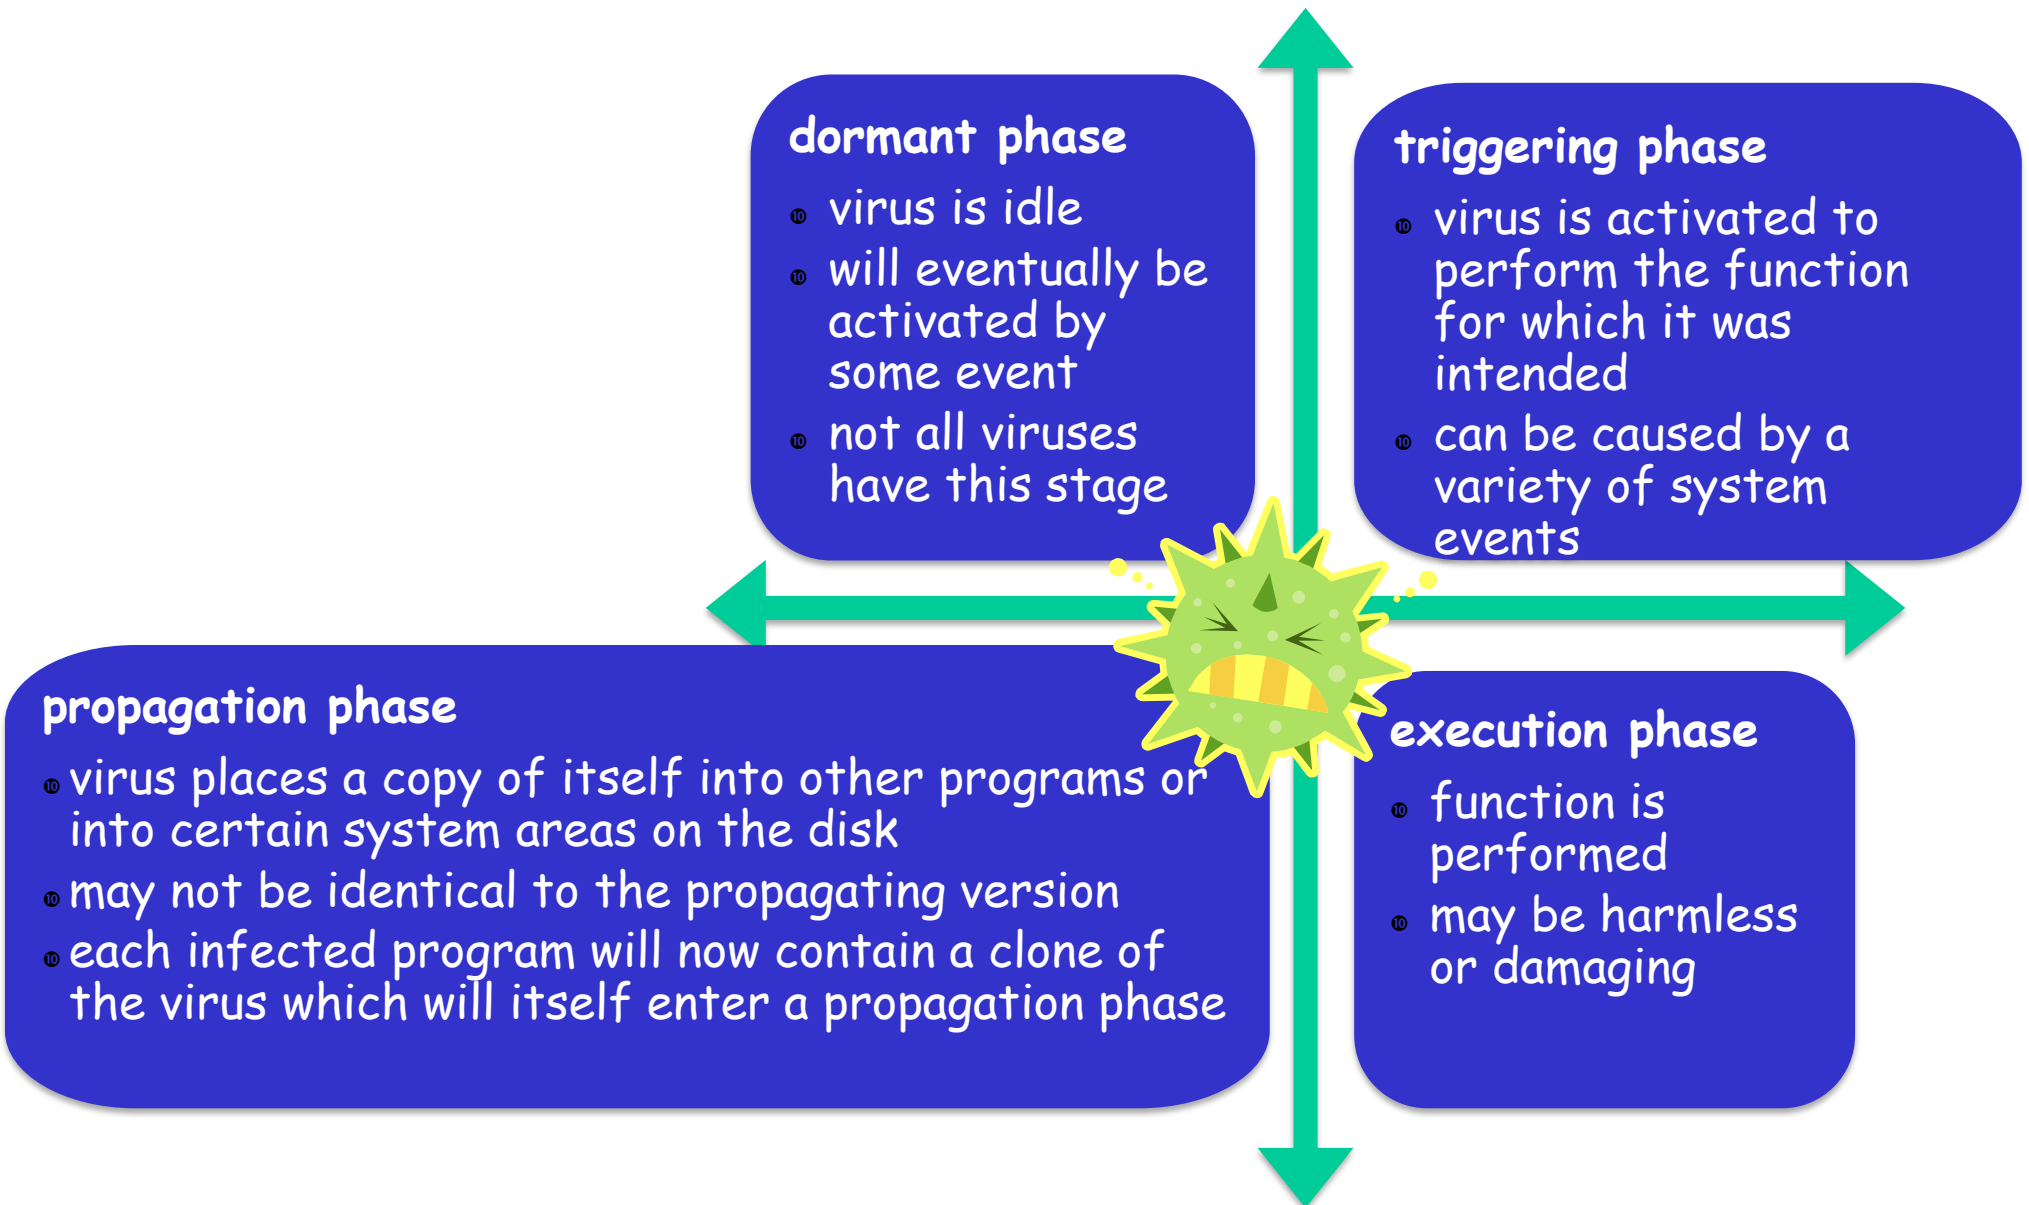 dormant phase
❿ virus is idle
❿ will eventually be
activated by
some event
❿ not all viruses
have this stage
triggering phase
❿ virus is activated to
perform the function
for which it was
intended
❿ can be caused by a
variety of system
events
propagation phase
❿ virus places a copy of itself into other programs or
into certain system areas on the disk
❿ may not be identical to the propagating version
❿ each infected program will now contain a clone of
the virus which will itself enter a propagation phase
execution phase
❿ function is
performed
❿ may be harmless
or damaging